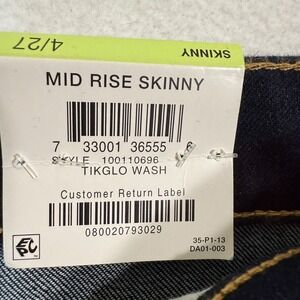 4/27 SKINNY
MID RISE SKINNY
7 33001 36555 6
STYLE 100110696
TIKGLO WASH
Customer Return Label
080020793029
EPC
35-P1-13
DA01-003